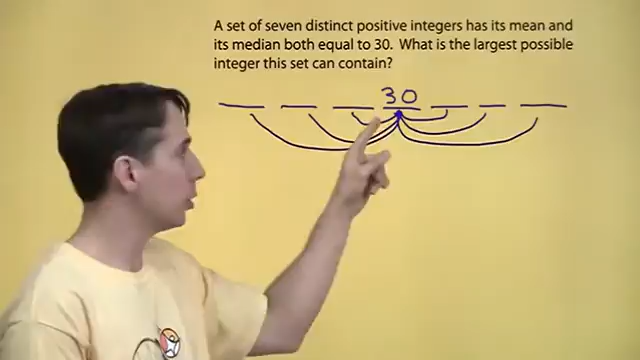 A set of seven distinct positive integers has its mean and
its median both equal to 30. What is the largest possible
integer this set can contain?
30